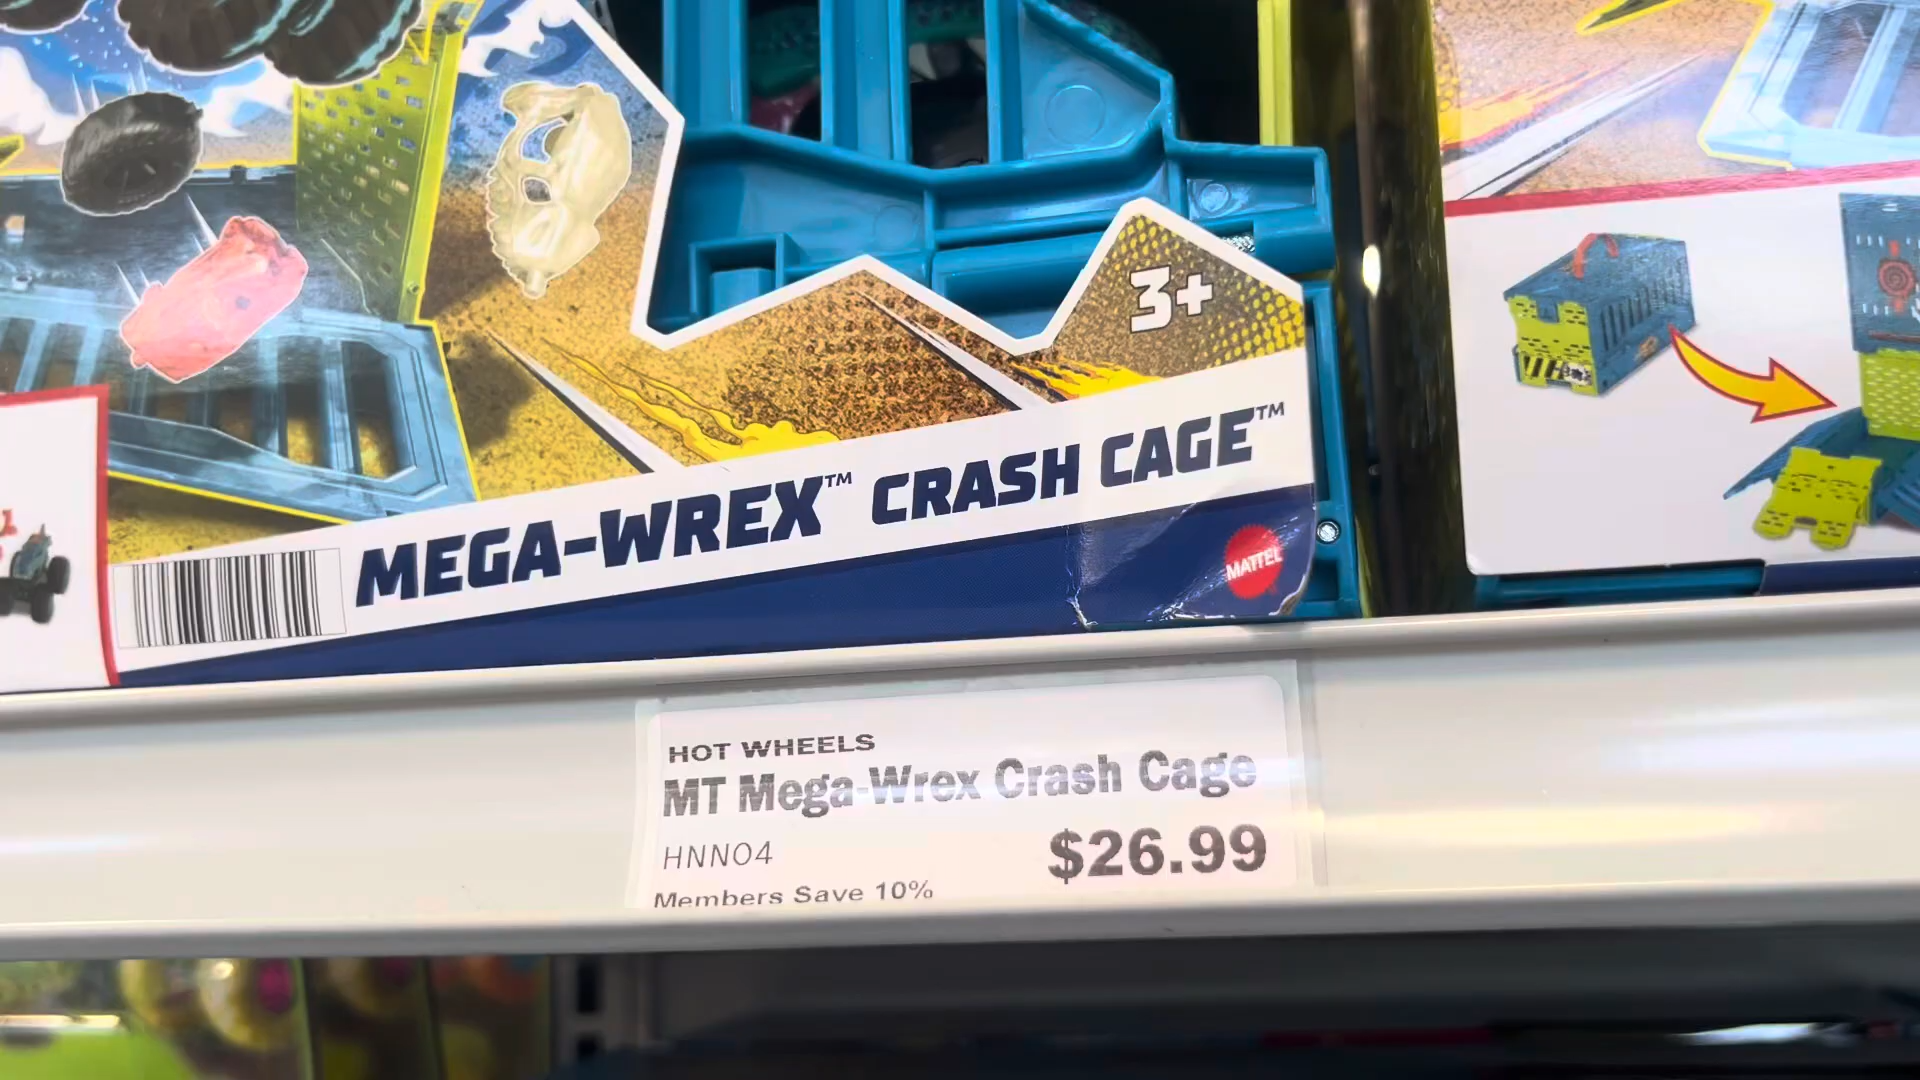 3+
MEGA-WREX™ CRASH CAGE™
MATTEL
HOT WHEELS
MT Mega-Wrex Crash Cage
HNN04
$26.99
Members Save 10%